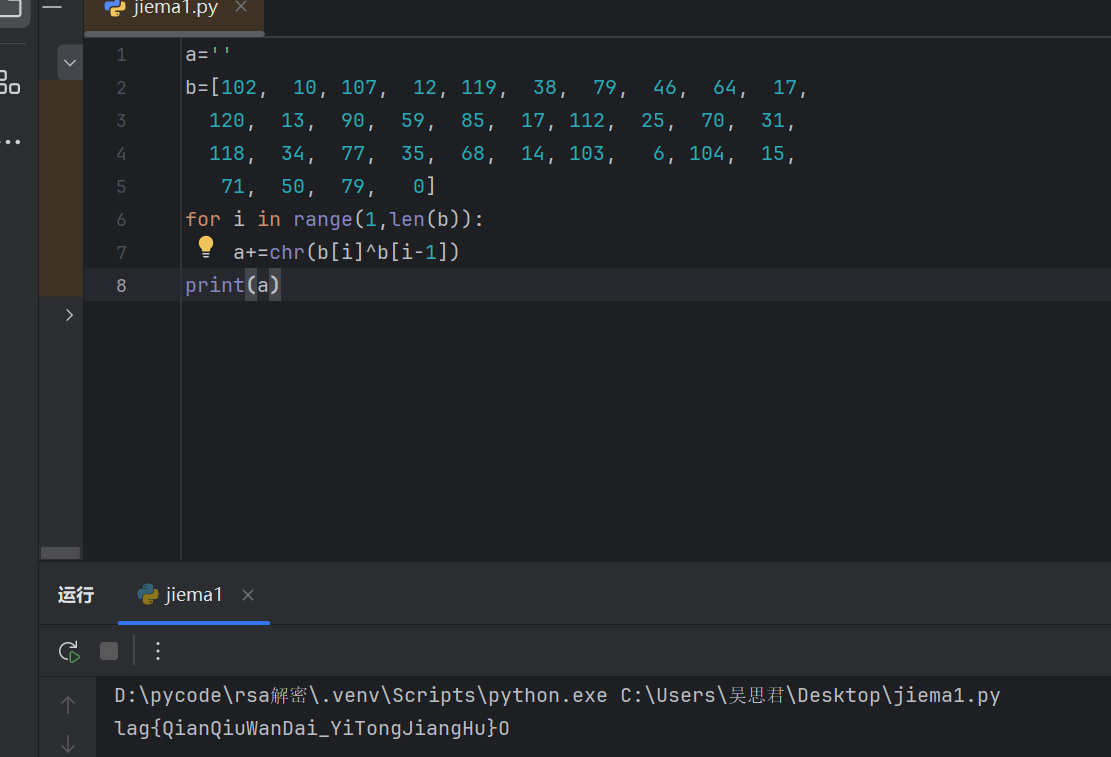 jiema1.py
1 a=''
2 b=[102,  10, 107,  12, 119,  38,  79,  46,  64,  17,
3   120,  13,  90,  59,  85,  17, 112,  25,  70,  31,
4   118,  34,  77,  35,  68,  14, 103,   6, 104,  15,
5    71,  50,  79,   0]
6 for i in range(1,len(b)):
7     a+=chr(b[i]^b[i-1])
8 print(a)
运行 jiema1
D:\pycode\rsa解密\.venv\Scripts\python.exe C:\Users\吴思君\Desktop\jiema1.py
lag{QianQiuWanDai_YiTongJiangHu}O